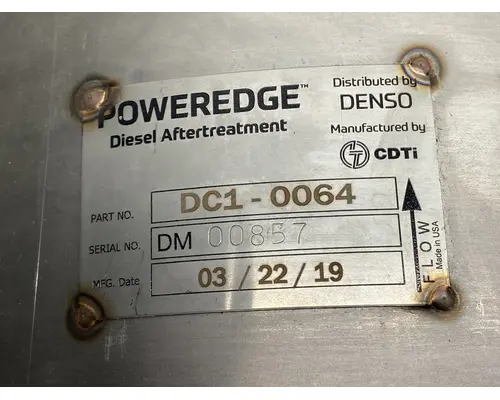 POWEREDGE™
Diesel Aftertreatment
Distributed by
DENSO
Manufactured by
CDTi
PART NO. DC1-0064
SERIAL NO. DM 00857
MFG. Date 03 / 22 / 19
FLOW
Made in USA